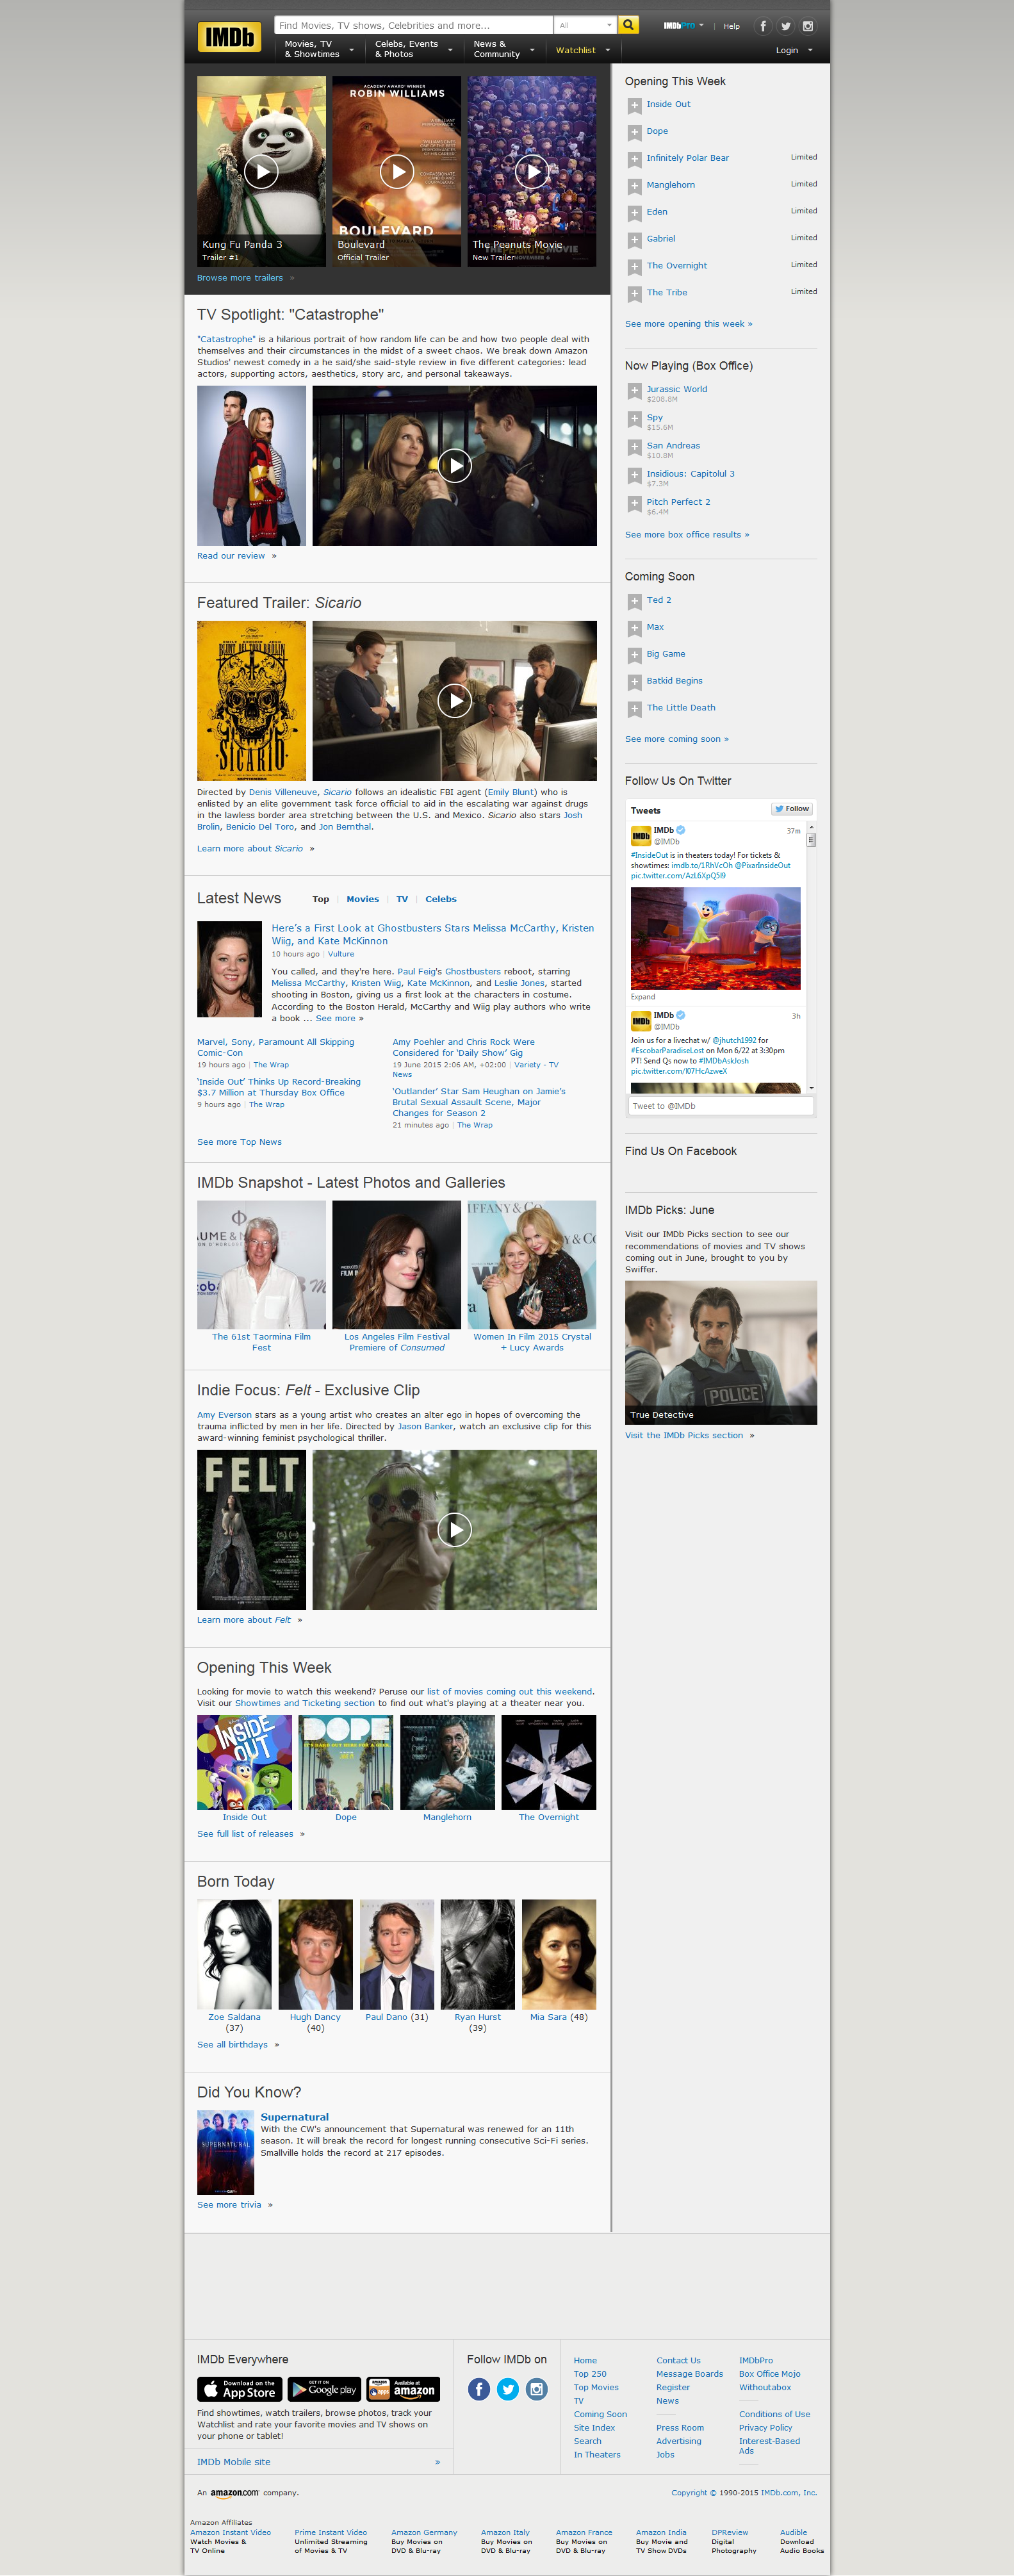 IMDb
Find Movies, TV shows, Celebrities and more...
All
IMDbPro
Help
Movies, TV
& Showtimes
Celebs, Events
& Photos
News &
Community
Watchlist
Login
Kung Fu Panda 3
Trailer #1
ACADEMY AWARD WINNER
ROBIN WILLIAMS
BOULEVARD
Boulevard
Official Trailer
The Peanuts Movie
New Trailer
Browse more trailers »
TV Spotlight: "Catastrophe"
"Catastrophe" is a hilarious portrait of how random life can be and how two people deal with
themselves and their circumstances in the midst of a sweet chaos. We break down Amazon
Studios' newest comedy in a he said/she said-style review in five different categories: lead
actors, supporting actors, aesthetics, story arc, and personal takeaways.
Read our review »
Featured Trailer: Sicario
SICARIO
Directed by Denis Villeneuve, Sicario follows an idealistic FBI agent (Emily Blunt) who is
enlisted by an elite government task force official to aid in the escalating war against drugs
in the lawless border area stretching between the U.S. and Mexico. Sicario also stars Josh
Brolin, Benicio Del Toro, and Jon Bernthal.
Learn more about Sicario »
Latest News
Top | Movies | TV | Celebs
Here's a First Look at Ghostbusters Stars Melissa McCarthy, Kristen
Wiig, and Kate McKinnon
10 hours ago | Vulture
You called, and they're here. Paul Feig's Ghostbusters reboot, starring
Melissa McCarthy, Kristen Wiig, Kate McKinnon, and Leslie Jones, started
shooting in Boston, giving us a first look at the characters in costume.
According to the Boston Herald, McCarthy and Wiig play authors who write
a book ... See more »
Marvel, Sony, Paramount All Skipping
Comic-Con
19 hours ago | The Wrap
'Inside Out' Thinks Up Record-Breaking
$3.7 Million at Thursday Box Office
9 hours ago | The Wrap
Amy Poehler and Chris Rock Were
Considered for 'Daily Show' Gig
19 June 2015 2:06 AM, +02:00 | Variety - TV
News
'Outlander' Star Sam Heughan on Jamie's
Brutal Sexual Assault Scene, Major
Changes for Season 2
21 minutes ago | The Wrap
See more Top News
IMDb Snapshot - Latest Photos and Galleries
The 61st Taormina Film
Fest
Los Angeles Film Festival
Premiere of Consumed
Women In Film 2015 Crystal
+ Lucy Awards
Indie Focus: Felt - Exclusive Clip
Amy Everson stars as a young artist who creates an alter ego in hopes of overcoming the
trauma inflicted by men in her life. Directed by Jason Banker, watch an exclusive clip for this
award-winning feminist psychological thriller.
FELT
Learn more about Felt »
Opening This Week
Looking for movie to watch this weekend? Peruse our list of movies coming out this weekend.
Visit our Showtimes and Ticketing section to find out what's playing at a theater near you.
INSIDE OUT
DOPE
Inside Out
Dope
Manglehorn
The Overnight
See full list of releases »
Born Today
Zoe Saldana
(37)
Hugh Dancy
(40)
Paul Dano (31)
Ryan Hurst
(39)
Mia Sara (48)
See all birthdays »
Did You Know?
SUPERNATURAL
Supernatural
With the CW's announcement that Supernatural was renewed for an 11th
season. It will break the record for longest running consecutive Sci-Fi series.
Smallville holds the record at 217 episodes.
See more trivia »
Opening This Week
Inside Out
Dope
Infinitely Polar Bear Limited
Manglehorn Limited
Eden Limited
Gabriel Limited
The Overnight Limited
The Tribe Limited
See more opening this week »
Now Playing (Box Office)
Jurassic World
$208.8M
Spy
$15.6M
San Andreas
$10.8M
Insidious: Capitolul 3
$7.3M
Pitch Perfect 2
$6.4M
See more box office results »
Coming Soon
Ted 2
Max
Big Game
Batkid Begins
The Little Death
See more coming soon »
Follow Us On Twitter
Tweets
Follow
IMDb
@IMDb
37m
#InsideOut is in theaters today! For tickets &
showtimes: imdb.to/1RhVcOh @PixarInsideOut
pic.twitter.com/AzL6XpQ5I9
Expand
IMDb
@IMDb
3h
Join us for a livechat w/ @jhutch1992 for
#EscobarParadiseLost on Mon 6/22 at 3:30pm
PT! Send Qs now to #IMDbAskJosh
pic.twitter.com/I07HcAzweX
Tweet to @IMDb
Find Us On Facebook
IMDb Picks: June
Visit our IMDb Picks section to see our
recommendations of movies and TV shows
coming out in June, brought to you by
Swiffer.
POLICE
True Detective
Visit the IMDb Picks section »
IMDb Everywhere
Download on the
App Store
GET IT ON
Google play
Available at
amazon
Find showtimes, watch trailers, browse photos, track your
Watchlist and rate your favorite movies and TV shows on
your phone or tablet!
IMDb Mobile site »
Follow IMDb on
Home
Top 250
Top Movies
TV
Coming Soon
Site Index
Search
In Theaters
Contact Us
Message Boards
Register
News
Press Room
Advertising
Jobs
IMDbPro
Box Office Mojo
Withoutabox
Conditions of Use
Privacy Policy
Interest-Based
Ads
An amazon.com company.
Copyright © 1990-2015 IMDb.com, Inc.
Amazon Affiliates
Amazon Instant Video
Watch Movies &
TV Online
Prime Instant Video
Unlimited Streaming
of Movies & TV
Amazon Germany
Buy Movies on
DVD & Blu-ray
Amazon Italy
Buy Movies on
DVD & Blu-ray
Amazon France
Buy Movies on
DVD & Blu-ray
Amazon India
Buy Movie and
TV Show DVDs
DPReview
Digital
Photography
Audible
Download
Audio Books